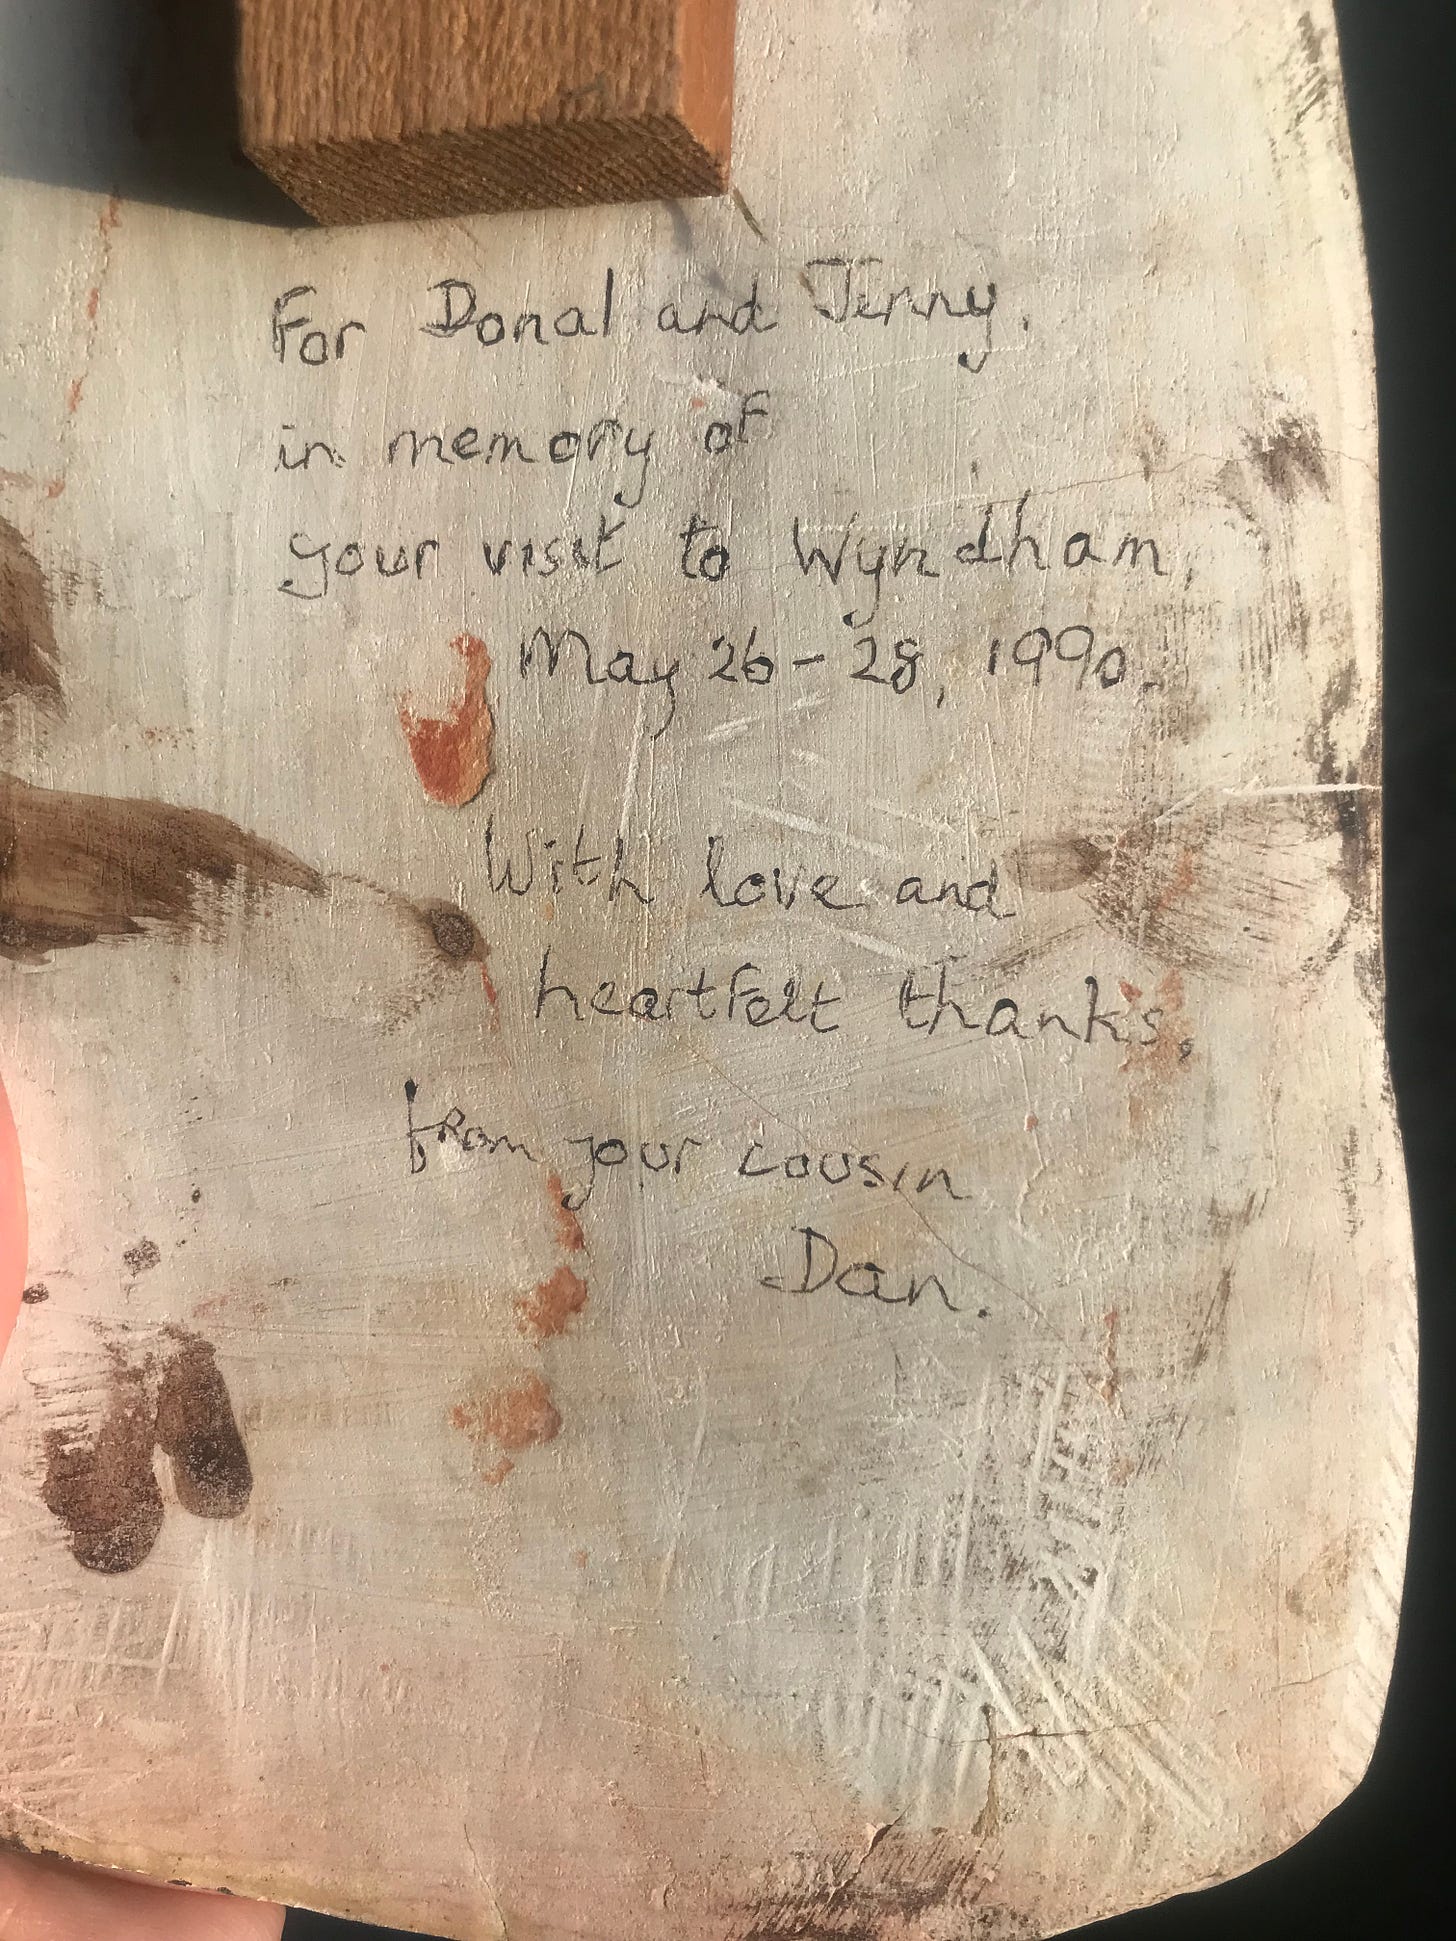 For Donal and Jenny,
in memory of
your visit to Wyndham,
May 26-28, 1990.
With love and
heartfelt thanks,
from your cousin
Dan.